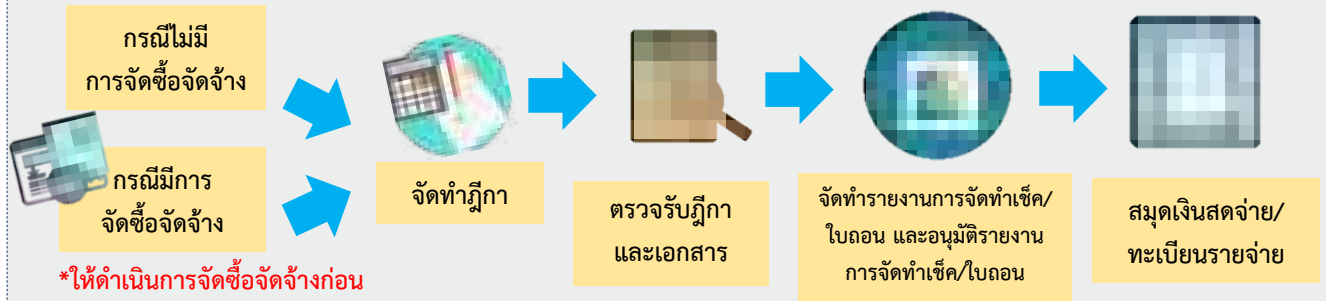 กรณีไม่มี
การจัดซื้อจัดจ้าง
กรณีมีการ
จัดซื้อจัดจ้าง
*ให้ดำเนินการจัดซื้อจัดจ้างก่อน
จัดทำฎีกา
ตรวจรับฎีกา
และเอกสาร
จัดทำรายงานการจัดทำเช็ค/
ใบถอน และอนุมัติรายงาน
การจัดทำเช็ค/ใบถอน
สมุดเงินสดจ่าย/
ทะเบียนรายจ่าย